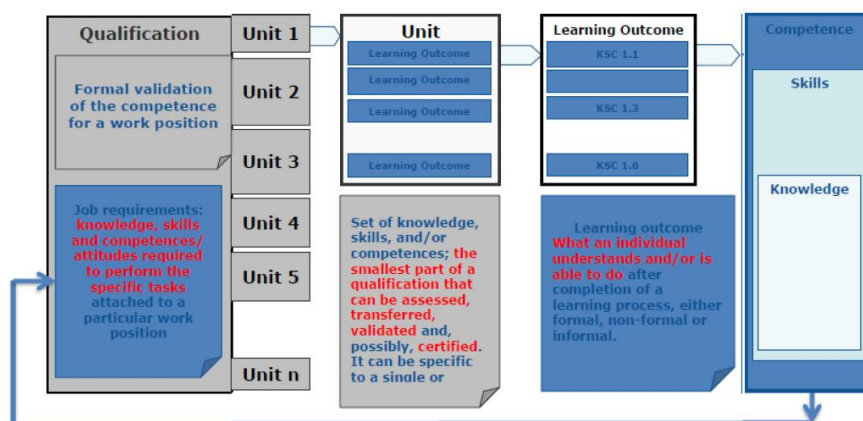 Qualification
Formal validation
of the competence
for a work position
Job requirements:
knowledge, skills
and competences/
attitudes required
to perform the
specific tasks
attached to a
particular work
position
Unit 1
Unit 2
Unit 3
Unit 4
Unit 5
Unit n
Unit
Learning Outcome
Learning Outcome
Learning Outcome
Learning Outcome
Set of knowledge,
skills, and/or
competences; the
smallest part of a
qualification that
can be assessed,
transferred,
validated and,
possibly, certified.
It can be specific
to a single or
Learning Outcome
KSC 1.1
KSC 1.3
KSC 1.6
Learning outcome
What an individual
understands and/or is
able to do after
completion of a
learning process, either
formal, non-formal or
informal.
Competence
Skills
Knowledge